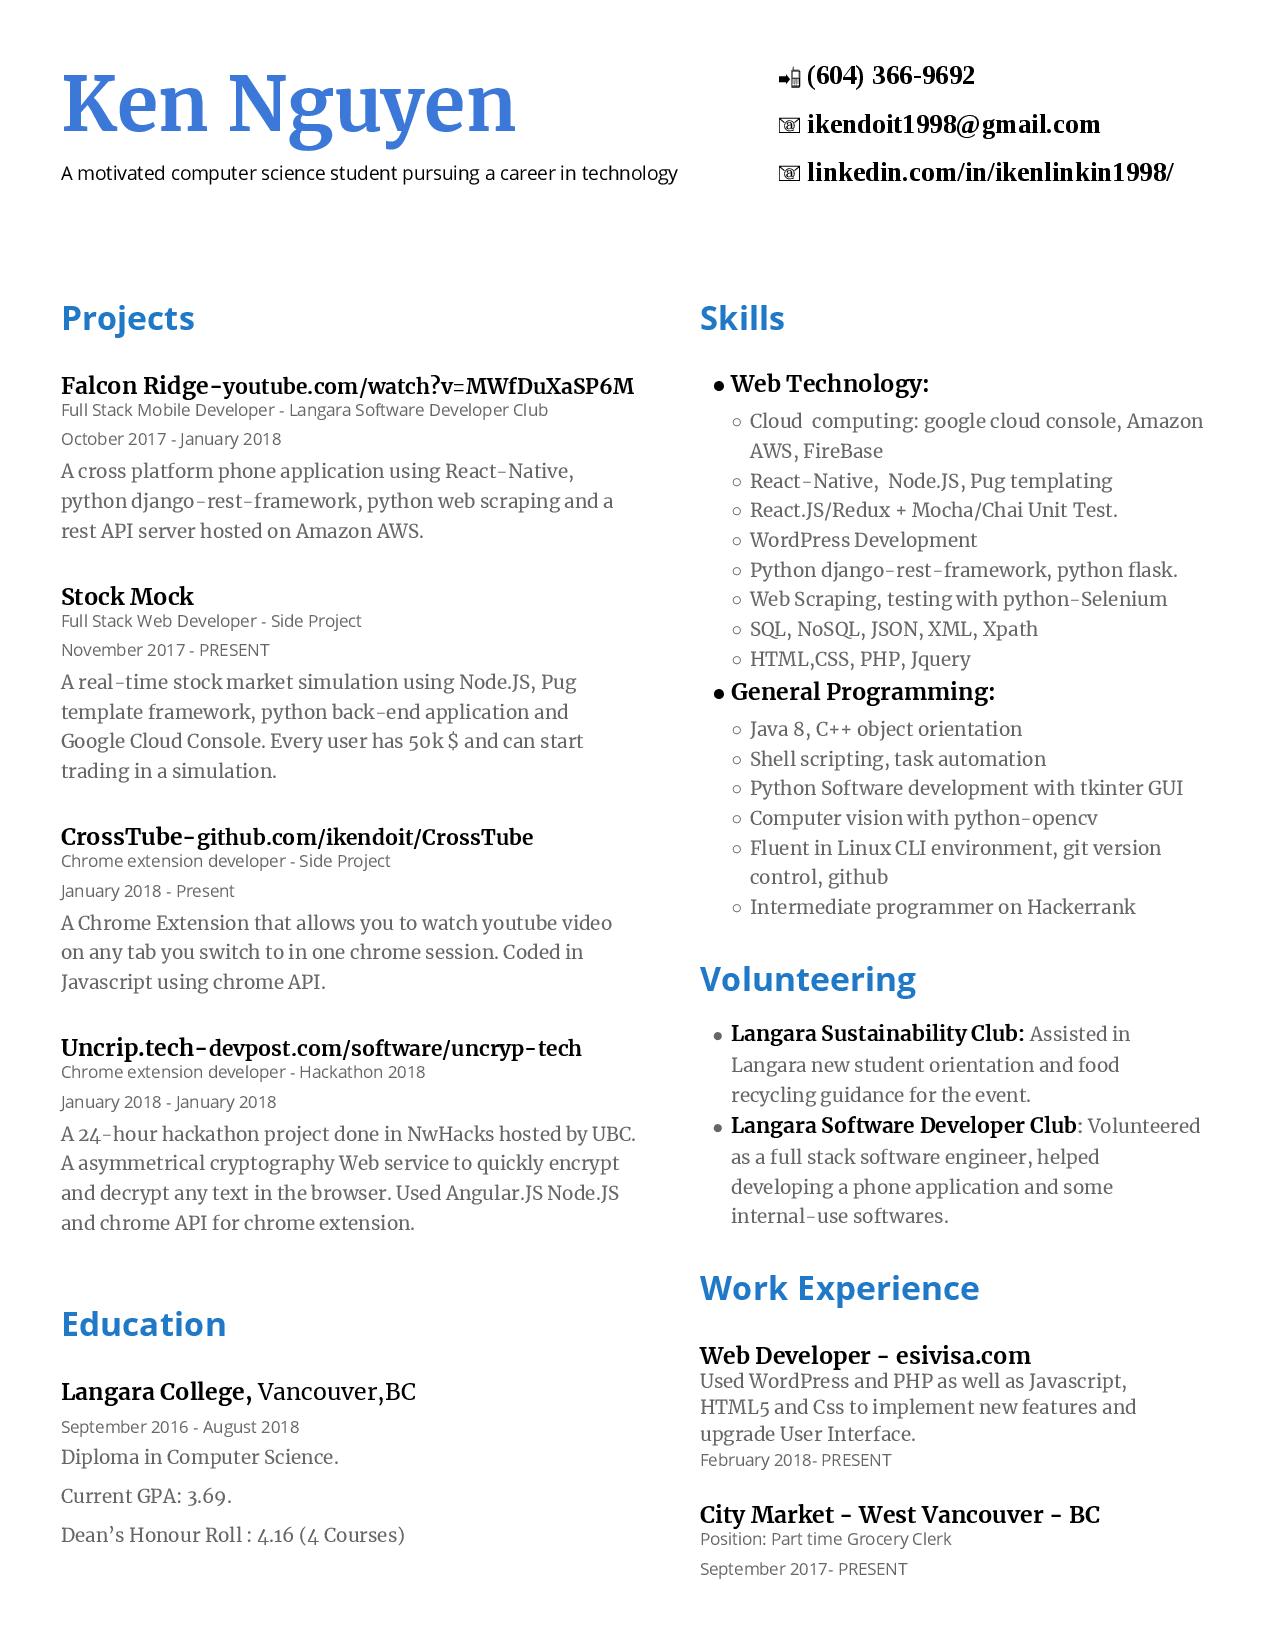 Ken Nguyen
A motivated computer science student pursuing a career in technology
(604) 366-9692
ikendoit1998@gmail.com
linkedin.com/in/ikenlinkin1998/
Projects
Falcon Ridge-youtube.com/watch?v=MWfDuXaSP6M
Full Stack Mobile Developer - Langara Software Developer Club
October 2017 - January 2018
A cross platform phone application using React-Native,
python django-rest-framework, python web scraping and a
rest API server hosted on Amazon AWS.
Stock Mock
Full Stack Web Developer - Side Project
November 2017 - PRESENT
A real-time stock market simulation using Node.JS, Pug
template framework, python back-end application and
Google Cloud Console. Every user has 50k $ and can start
trading in a simulation.
CrossTube-github.com/ikendoit/CrossTube
Chrome extension developer - Side Project
January 2018 - Present
A Chrome Extension that allows you to watch youtube video
on any tab you switch to in one chrome session. Coded in
Javascript using chrome API.
Uncrip.tech-devpost.com/software/uncryp-tech
Chrome extension developer - Hackathon 2018
January 2018 - January 2018
A 24-hour hackathon project done in NwHacks hosted by UBC.
A asymmetrical cryptography Web service to quickly encrypt
and decrypt any text in the browser. Used Angular.JS Node.JS
and chrome API for chrome extension.
Education
Langara College, Vancouver,BC
September 2016 - August 2018
Diploma in Computer Science.
Current GPA: 3.69.
Dean’s Honour Roll : 4.16 (4 Courses)
Skills
● Web Technology:
○ Cloud  computing: google cloud console, Amazon
AWS, FireBase
○ React-Native,  Node.JS, Pug templating
○ React.JS/Redux + Mocha/Chai Unit Test.
○ WordPress Development
○ Python django-rest-framework, python flask.
○ Web Scraping, testing with python-Selenium
○ SQL, NoSQL, JSON, XML, Xpath
○ HTML,CSS, PHP, Jquery
● General Programming:
○ Java 8, C++ object orientation
○ Shell scripting, task automation
○ Python Software development with tkinter GUI
○ Computer vision with python-opencv
○ Fluent in Linux CLI environment, git version
control, github
○ Intermediate programmer on Hackerrank
Volunteering
● Langara Sustainability Club: Assisted in
Langara new student orientation and food
recycling guidance for the event.
● Langara Software Developer Club: Volunteered
as a full stack software engineer, helped
developing a phone application and some
internal-use softwares.
Work Experience
Web Developer - esivisa.com
Used WordPress and PHP as well as Javascript,
HTML5 and Css to implement new features and
upgrade User Interface.
February 2018- PRESENT
City Market - West Vancouver - BC
Position: Part time Grocery Clerk
September 2017- PRESENT